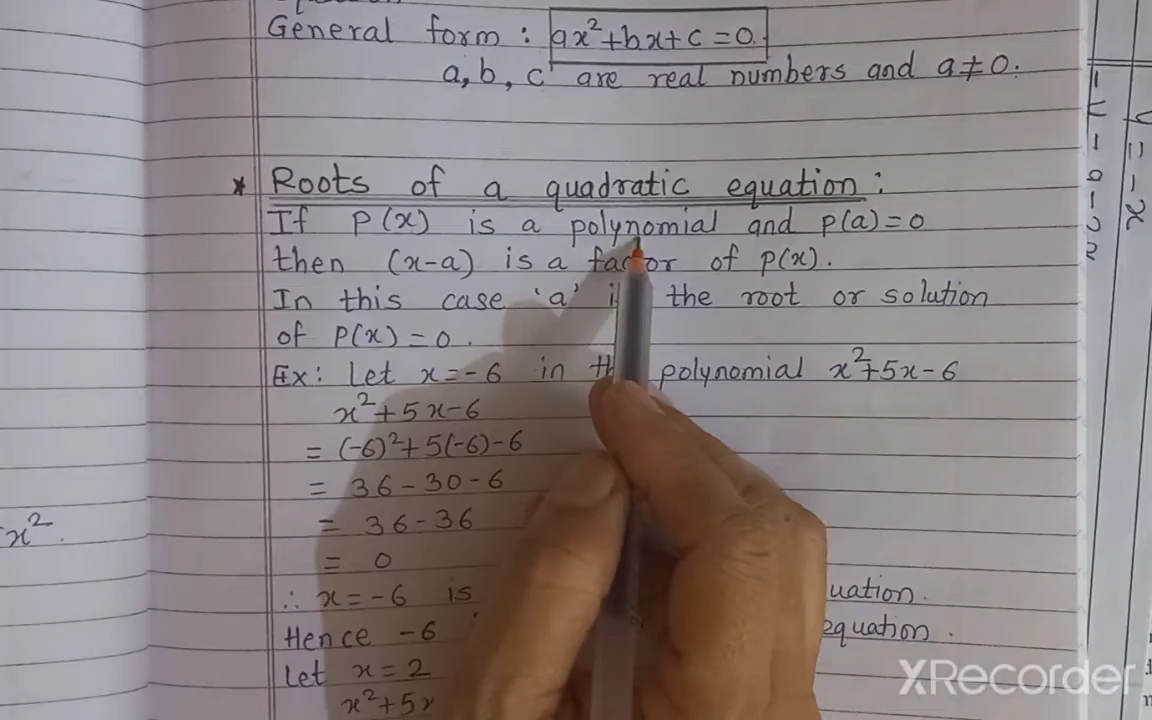 General form : ax²+bx+c=0.
a, b, c are real numbers and a≠0.
* Roots of a quadratic equation :
If P(x) is a polynomial and p(a)=0
then (x-a) is a factor of p(x).
In this case 'a' the root or solution
of P(x)=0.
Ex: Let x=-6 in polynomial x²+5x-6
x²+5x-6
= (-6)²+5(-6)-6
= 36-30-6
= 36-36
= 0
∴ x=-6 is uation.
Hence -6 equation.
Let x=2
x²+5x
x².
y=-x
XRecorder